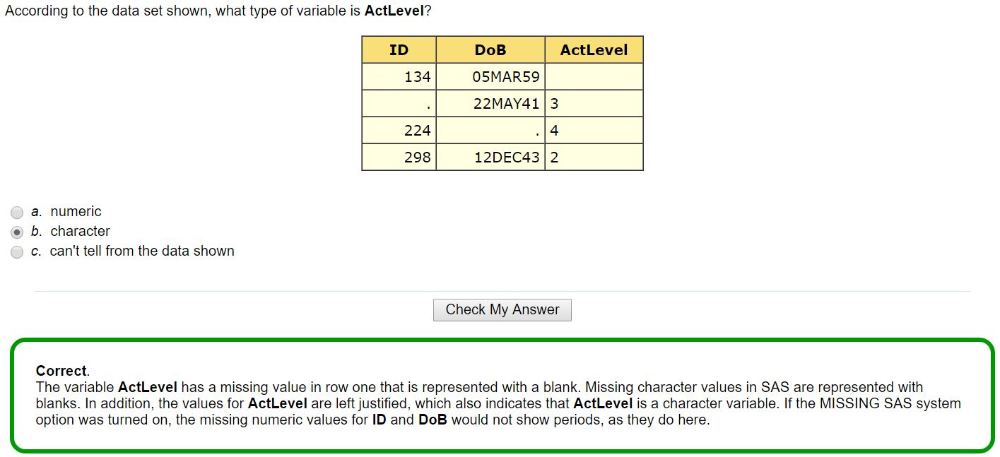 According to the data set shown, what type of variable is ActLevel?
ID DoB ActLevel
134 05MAR59
. 22MAY41 3
224 . 4
298 12DEC43 2
a. numeric
b. character
c. can't tell from the data shown
Check My Answer
Correct.
The variable ActLevel has a missing value in row one that is represented with a blank. Missing character values in SAS are represented with
blanks. In addition, the values for ActLevel are left justified, which also indicates that ActLevel is a character variable. If the MISSING SAS system
option was turned on, the missing numeric values for ID and DoB would not show periods, as they do here.